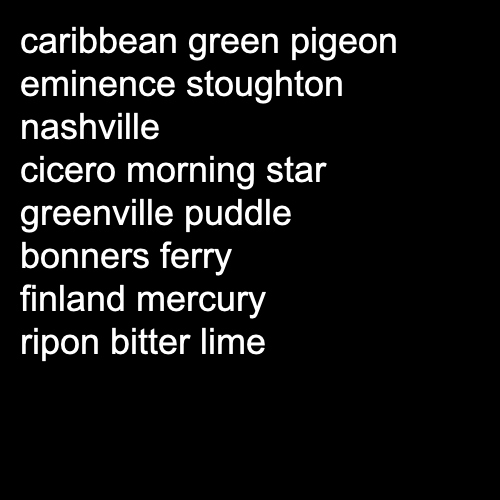 caribbean green pigeon
eminence stoughton
nashville
cicero morning star
greenville puddle
bonners ferry
finland mercury
ripon bitter lime